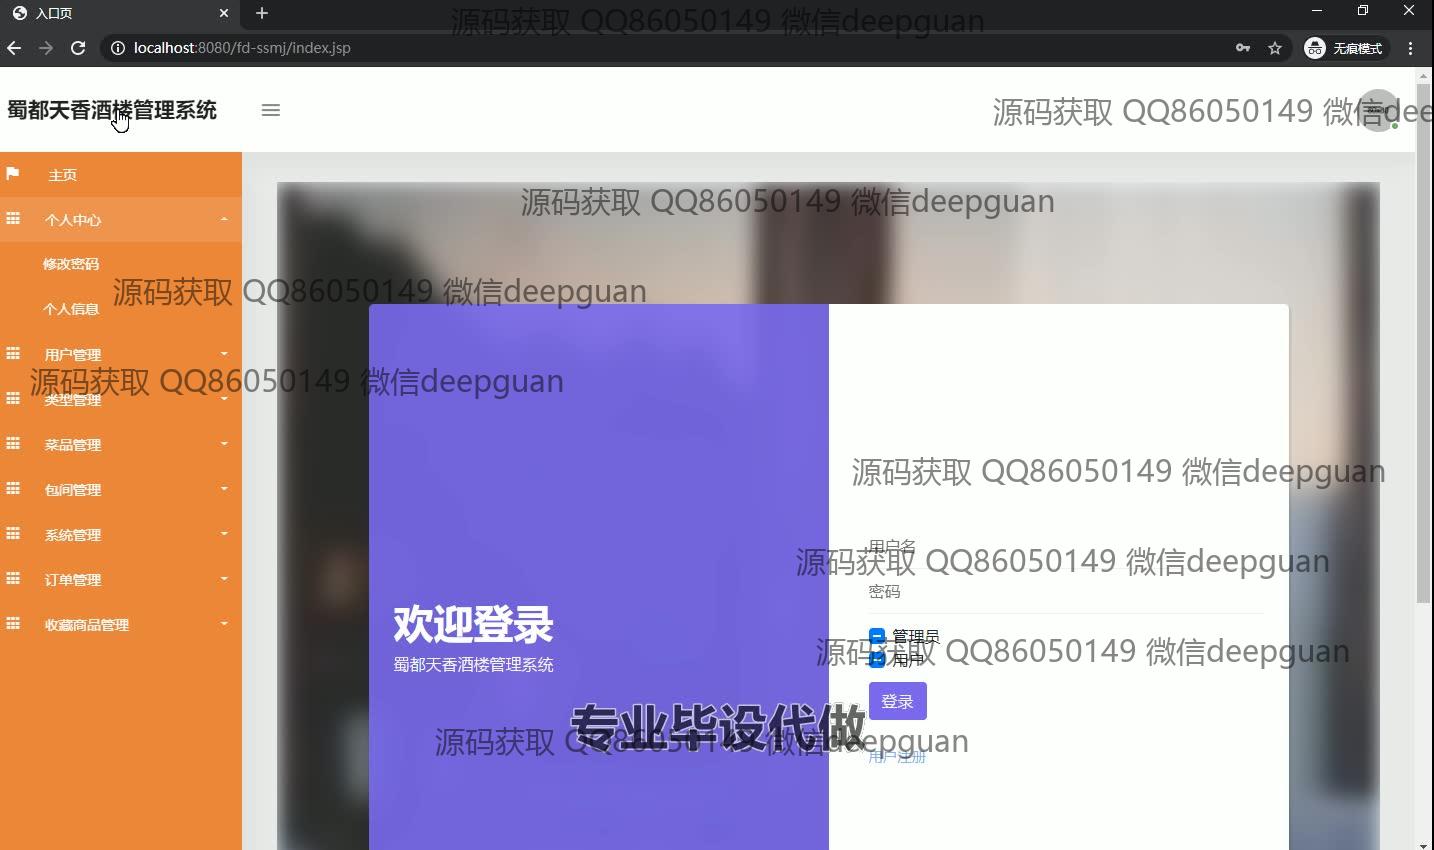 入口页
源码获取 QQ86050149 微信deepguan
localhost:8080/fd-ssmj/index.jsp
无痕模式
蜀都天香酒楼管理系统
源码获取 QQ86050149 微信dee
主页
源码获取 QQ86050149 微信deepguan
个人中心
修改密码
源码获取 QQ86050149 微信deepguan
个人信息
用户管理
源码获取 QQ86050149 微信deepguan
类型管理
菜品管理
源码获取 QQ86050149 微信deepguan
包间管理
系统管理
用户名
源码获取 QQ86050149 微信deepguan
订单管理
密码
收藏商品管理
欢迎登录
管理员
源码获取 QQ86050149 微信deepguan
用户
蜀都天香酒楼管理系统
登录
专业毕设代做
源码获取 QQ86050149 微信deepguan
用户注册